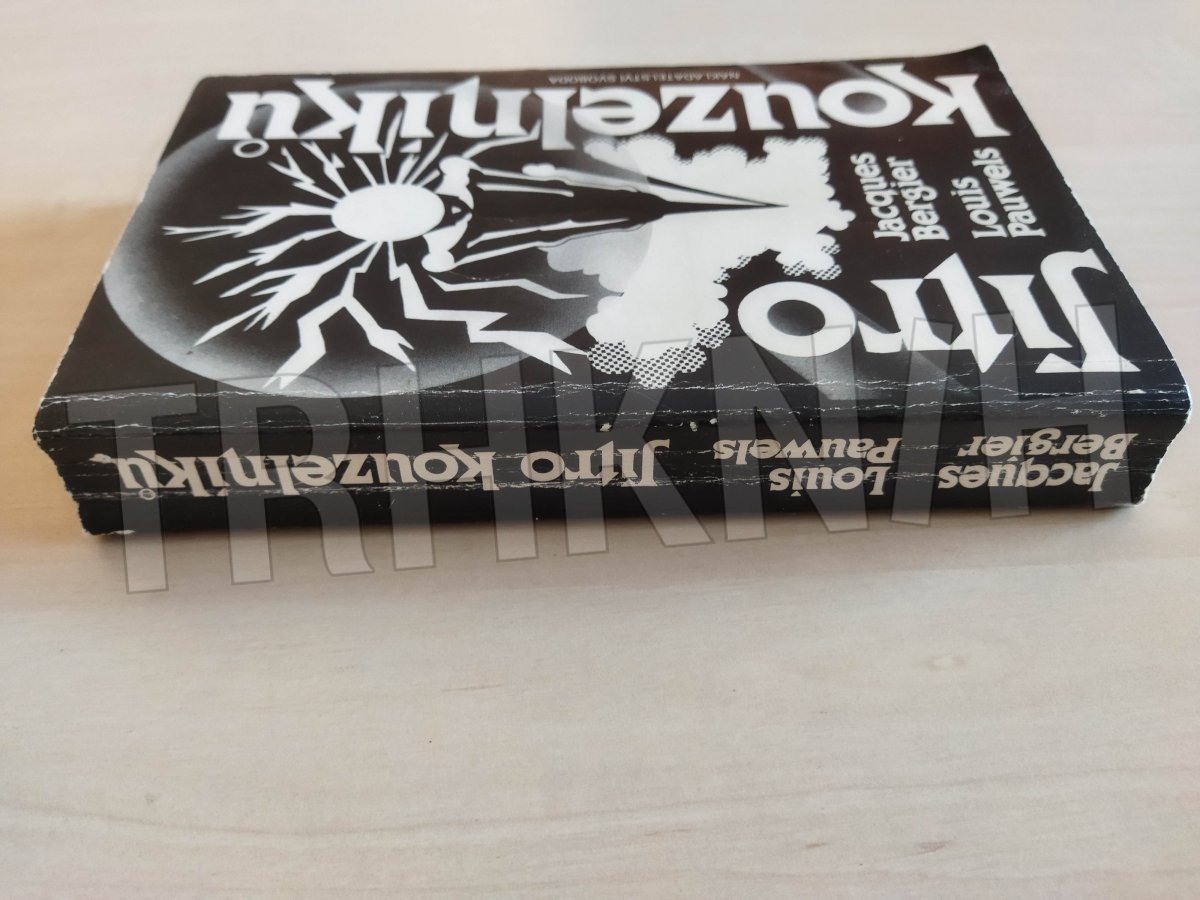 Jitro
kouzelníků
Jacques
Bergier
Louis
Pauwels
NAKLADATELSTVÍ SVOBODA
Jacques
Bergier
Louis
Pauwels
Jitro kouzelníků
TRHKNIH